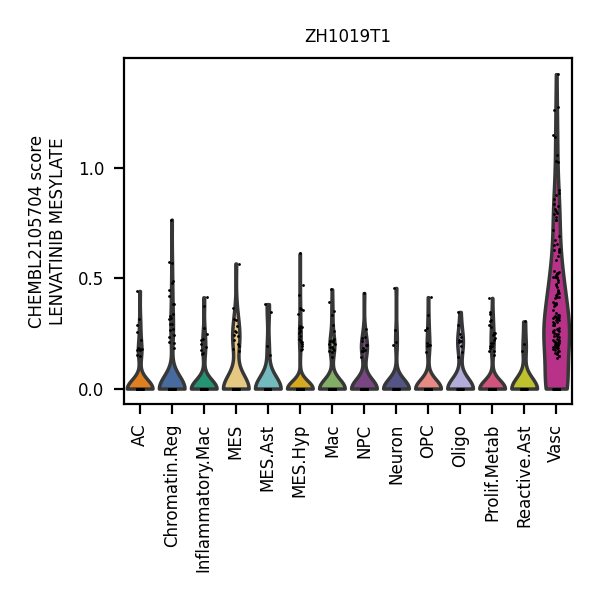 ZH1019T1
CHEMBL2105704 score
LENVATINIB MESYLATE
1.0
0.5
0.0
AC
Chromatin.Reg
Inflammatory.Mac
MES
MES.Ast
MES.Hyp
Mac
NPC
Neuron
OPC
Oligo
Prolif.Metab
Reactive.Ast
Vasc